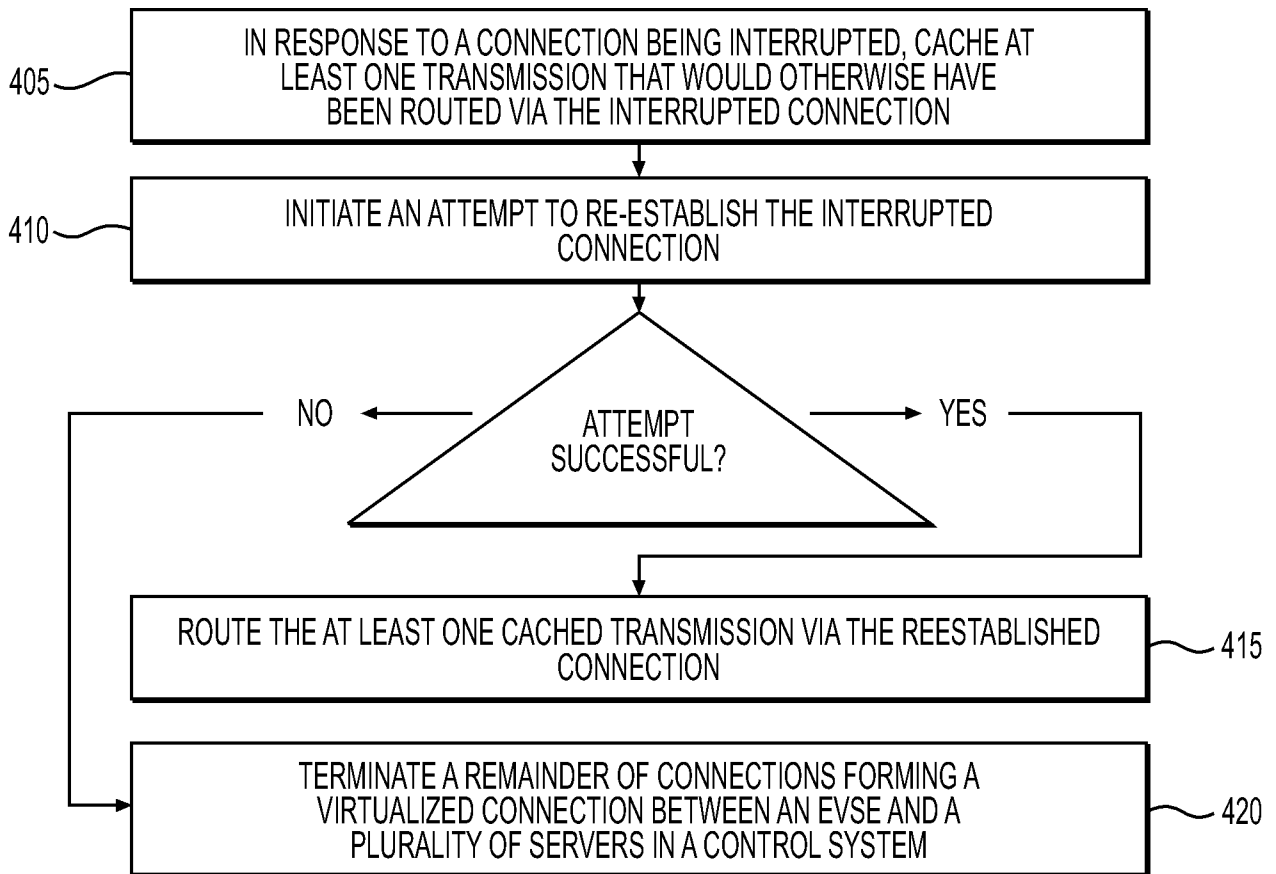 405
IN RESPONSE TO A CONNECTION BEING INTERRUPTED, CACHE AT
LEAST ONE TRANSMISSION THAT WOULD OTHERWISE HAVE
BEEN ROUTED VIA THE INTERRUPTED CONNECTION
410
INITIATE AN ATTEMPT TO RE-ESTABLISH THE INTERRUPTED
CONNECTION
NO
ATTEMPT
SUCCESSFUL?
YES
ROUTE THE AT LEAST ONE CACHED TRANSMISSION VIA THE REESTABLISHED
CONNECTION
415
TERMINATE A REMAINDER OF CONNECTIONS FORMING A
VIRTUALIZED CONNECTION BETWEEN AN EVSE AND A
PLURALITY OF SERVERS IN A CONTROL SYSTEM
420